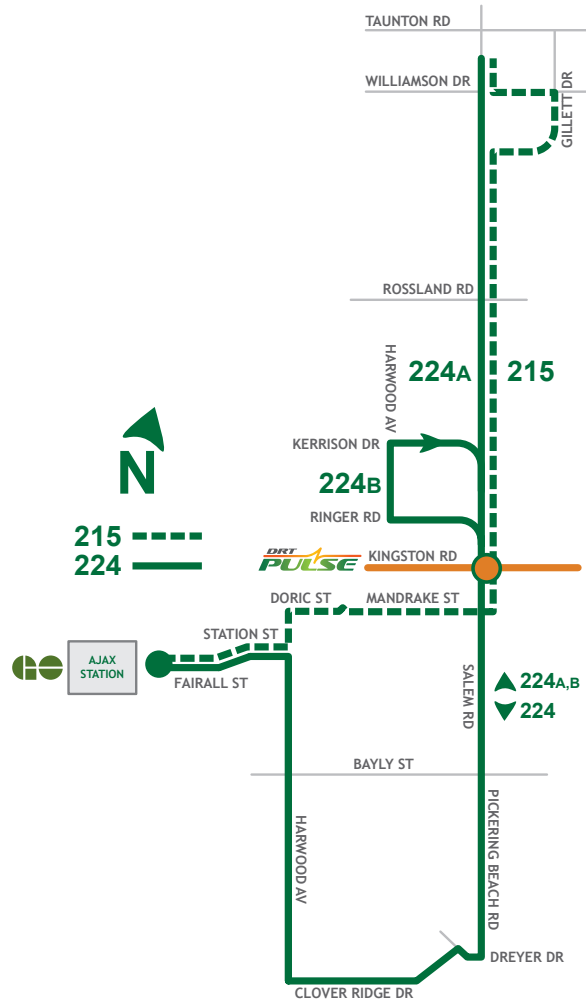 TAUNTON RD
WILLIAMSON DR
GILLETT DR
ROSSLAND RD
HARWOOD AV
224A
215
KERRISON DR
N
224B
RINGER RD
215
224
DRT
PULSE
KINGSTON RD
DORIC ST
MANDRAKE ST
STATION ST
GO
AJAX
STATION
FAIRALL ST
SALEM RD
224A,B
224
BAYLY ST
HARWOOD AV
PICKERING BEACH RD
DREYER DR
CLOVER RIDGE DR